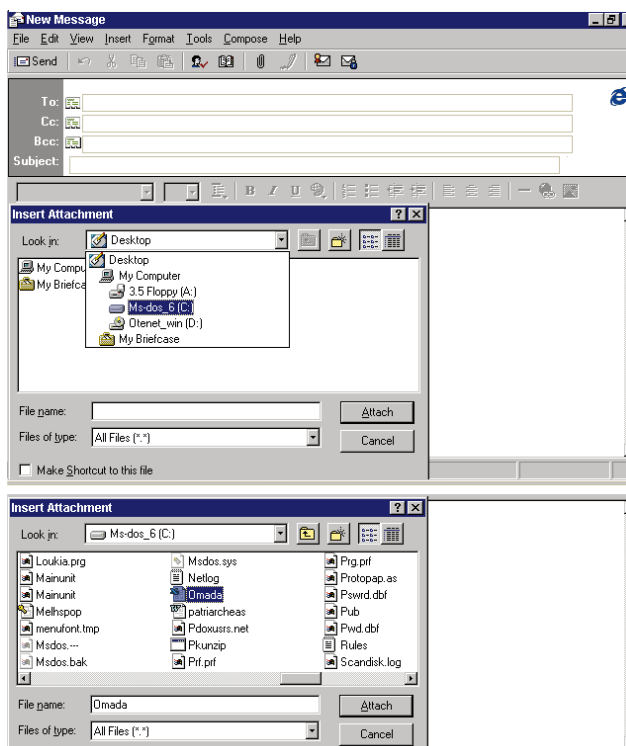 New Message
File Edit View Insert Format Tools Compose Help
Send
To:
Cc:
Bcc:
Subject:
B I U
Insert Attachment
Look in: Desktop
Desktop
My Computer
3.5 Floppy (A:)
Ms-dos_6 (C:)
Otenet_win (D:)
My Briefcase
My Compu
My Briefca
File name:
Attach
Files of type: All Files (*.*)
Cancel
Make Shortcut to this file
Insert Attachment
Look in: Ms-dos_6 (C:)
Loukia.prg Msdos.sys Prg.prf
Mainunit Netlog Protopap.as
Mainunit Omada Pswrd.dbf
Melhspop patriarcheas Pub
menufont.tmp Pdoxusrs.net Pwd.dbf
Msdos.--- Pkunzip Rules
Msdos.bak Prf.prf Scandisk.log
File name: Omada Attach
Files of type: All Files (*.*) Cancel